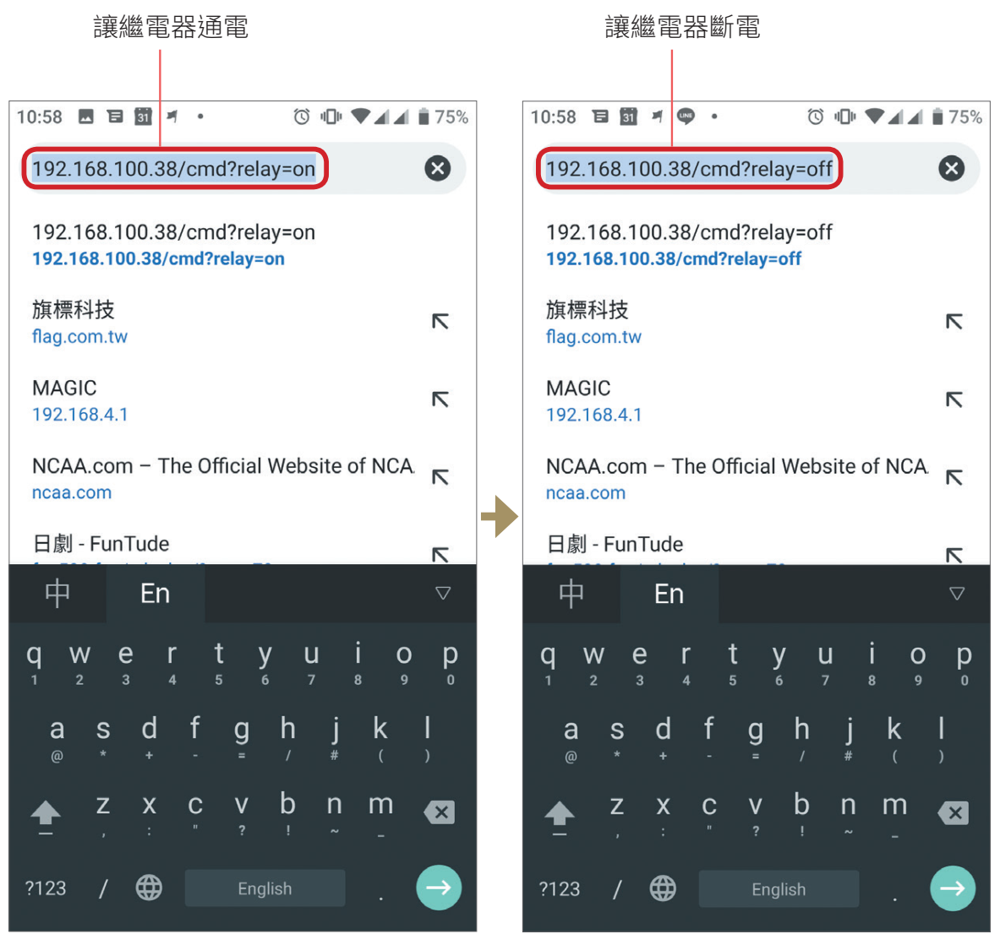 讓繼電器通電
10:58 31 75%
192.168.100.38/cmd?relay=on
192.168.100.38/cmd?relay=on
192.168.100.38/cmd?relay=on
旗標科技
flag.com.tw
MAGIC
192.168.4.1
NCAA.com – The Official Website of NCA
ncaa.com
日劇 - FunTude
中 En
q w e r t y u i o p
1 2 3 4 5 6 7 8 9 0
a s d f g h j k l
@ * + - = / # ( )
z x c v b n m
, : " ? ! ~ _
?123 / English .
讓繼電器斷電
10:58 31 LINE 75%
192.168.100.38/cmd?relay=off
192.168.100.38/cmd?relay=off
192.168.100.38/cmd?relay=off
旗標科技
flag.com.tw
MAGIC
192.168.4.1
NCAA.com – The Official Website of NCA
ncaa.com
日劇 - FunTude
中 En
q w e r t y u i o p
1 2 3 4 5 6 7 8 9 0
a s d f g h j k l
@ * + - = / # ( )
z x c v b n m
, : " ? ! ~ _
?123 / English .